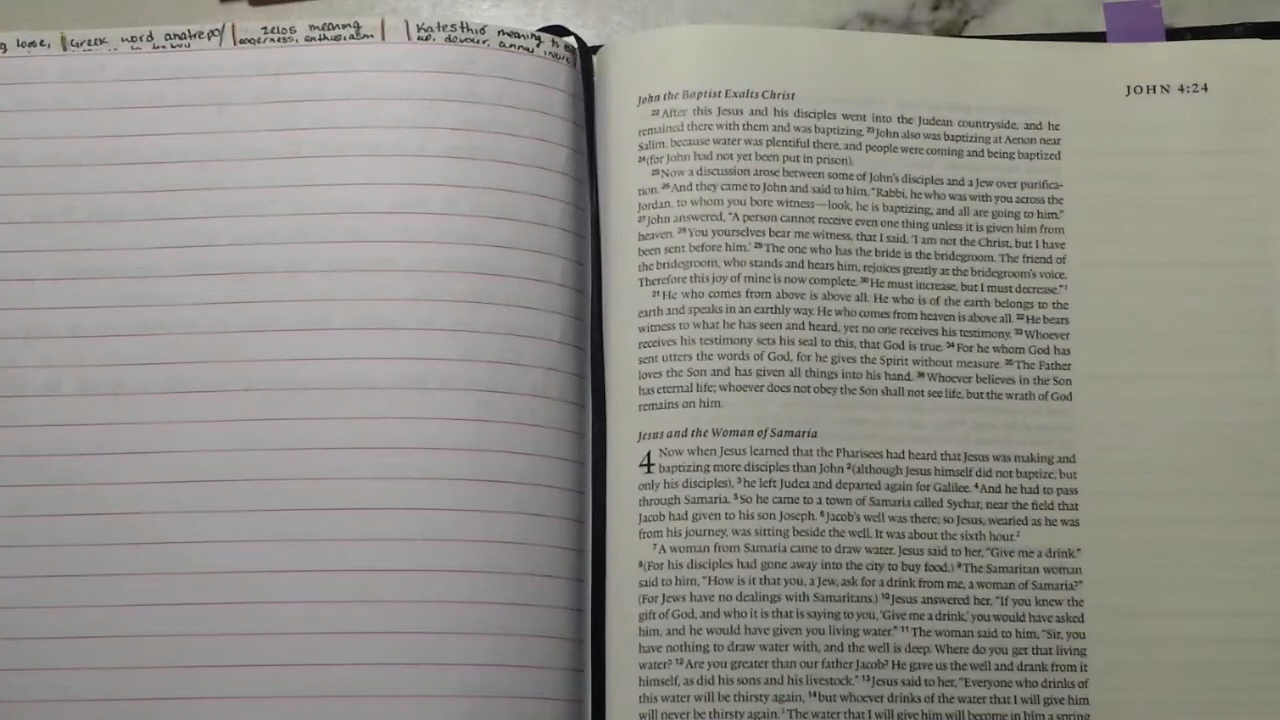 g loose, | Greek word anatrepo/ | zelos meaning | Katesthio meaning to
eagerness, enthusiasm up, devour,
JOHN 4:24
John the Baptist Exalts Christ
22 After this Jesus and his disciples went into the Judean countryside, and he
remained there with them and was baptizing. 23 John also was baptizing at Aenon near
Salim, because water was plentiful there, and people were coming and being baptized
24 (for John had not yet been put in prison).
25 Now a discussion arose between some of John's disciples and a Jew over purifica-
tion. 26 And they came to John and said to him, “Rabbi, he who was with you across the
Jordan, to whom you bore witness—look, he is baptizing, and all are going to him.”
27 John answered, “A person cannot receive even one thing unless it is given him from
heaven. 28 You yourselves bear me witness, that I said, ‘I am not the Christ, but I have
been sent before him.’ 29 The one who has the bride is the bridegroom. The friend of
the bridegroom, who stands and hears him, rejoices greatly at the bridegroom's voice.
Therefore this joy of mine is now complete. 30 He must increase, but I must decrease.”1
31 He who comes from above is above all. He who is of the earth belongs to the
earth and speaks in an earthly way. He who comes from heaven is above all. 32 He bears
witness to what he has seen and heard, yet no one receives his testimony. 33 Whoever
receives his testimony sets his seal to this, that God is true. 34 For he whom God has
sent utters the words of God, for he gives the Spirit without measure. 35 The Father
loves the Son and has given all things into his hand. 36 Whoever believes in the Son
has eternal life; whoever does not obey the Son shall not see life, but the wrath of God
remains on him.
Jesus and the Woman of Samaria
4 Now when Jesus learned that the Pharisees had heard that Jesus was making and
baptizing more disciples than John 2 (although Jesus himself did not baptize, but
only his disciples), 3 he left Judea and departed again for Galilee. 4 And he had to pass
through Samaria. 5 So he came to a town of Samaria called Sychar, near the field that
Jacob had given to his son Joseph. 6 Jacob's well was there; so Jesus, wearied as he was
from his journey, was sitting beside the well. It was about the sixth hour.2
7 A woman from Samaria came to draw water. Jesus said to her, “Give me a drink.”
8 (For his disciples had gone away into the city to buy food.) 9 The Samaritan woman
said to him, “How is it that you, a Jew, ask for a drink from me, a woman of Samaria?”
(For Jews have no dealings with Samaritans.) 10 Jesus answered her, “If you knew the
gift of God, and who it is that is saying to you, ‘Give me a drink,’ you would have asked
him, and he would have given you living water.” 11 The woman said to him, “Sir, you
have nothing to draw water with, and the well is deep. Where do you get that living
water? 12 Are you greater than our father Jacob? He gave us the well and drank from it
himself, as did his sons and his livestock.” 13 Jesus said to her, “Everyone who drinks of
this water will be thirsty again, 14 but whoever drinks of the water that I will give him
will never be thirsty again.3 The water that I will give him will become in him a spring